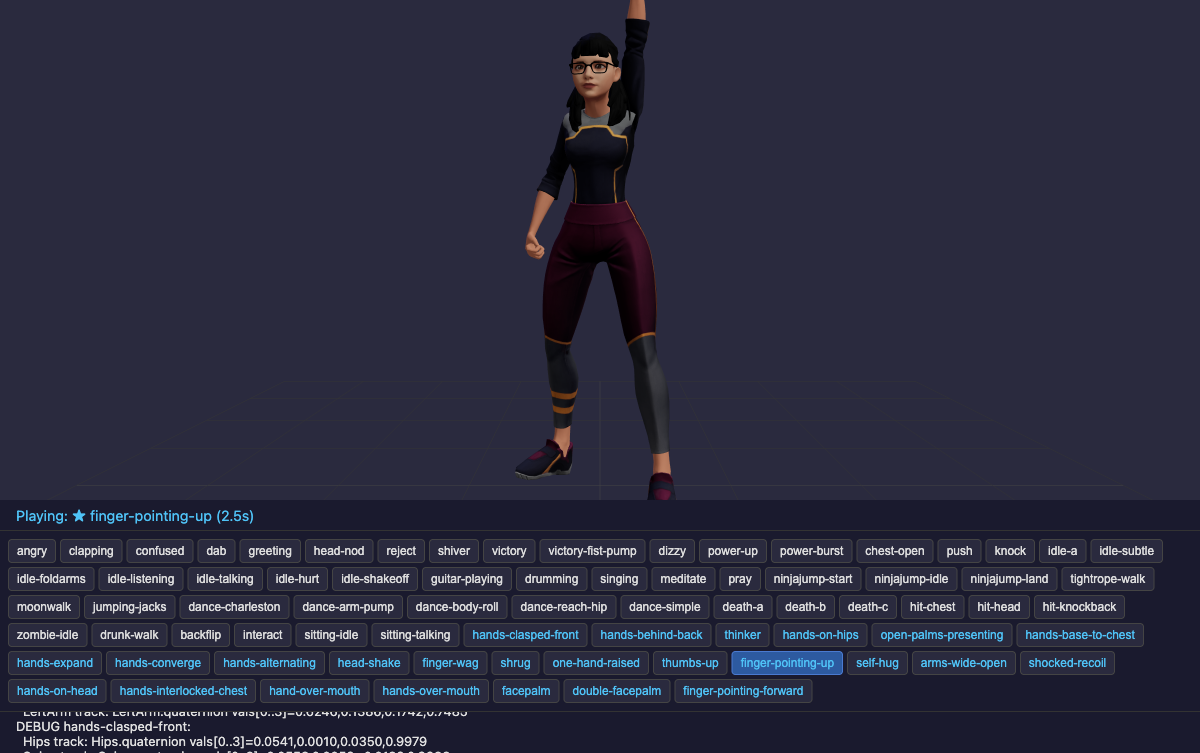 Playing: ★ finger-pointing-up (2.5s)
angry clapping confused dab greeting head-nod reject shiver victory victory-fist-pump dizzy power-up power-burst chest-open push knock idle-a idle-subtle
idle-foldarms idle-listening idle-talking idle-hurt idle-shakeoff guitar-playing drumming singing meditate pray ninjajump-start ninjajump-idle ninjajump-land tightrope-walk
moonwalk jumping-jacks dance-charleston dance-arm-pump dance-body-roll dance-reach-hip dance-simple death-a death-b death-c hit-chest hit-head hit-knockback
zombie-idle drunk-walk backflip interact sitting-idle sitting-talking hands-clasped-front hands-behind-back thinker hands-on-hips open-palms-presenting hands-base-to-chest
hands-expand hands-converge hands-alternating head-shake finger-wag shrug one-hand-raised thumbs-up finger-pointing-up self-hug arms-wide-open shocked-recoil
hands-on-head hands-interlocked-chest hand-over-mouth hands-over-mouth facepalm double-facepalm finger-pointing-forward
LeftArm track: LeftArm.quaternion
DEBUG hands-clasped-front:
Hips track: Hips.quaternion vals[0..3]=0.0541,0.0010,0.0350,0.9979